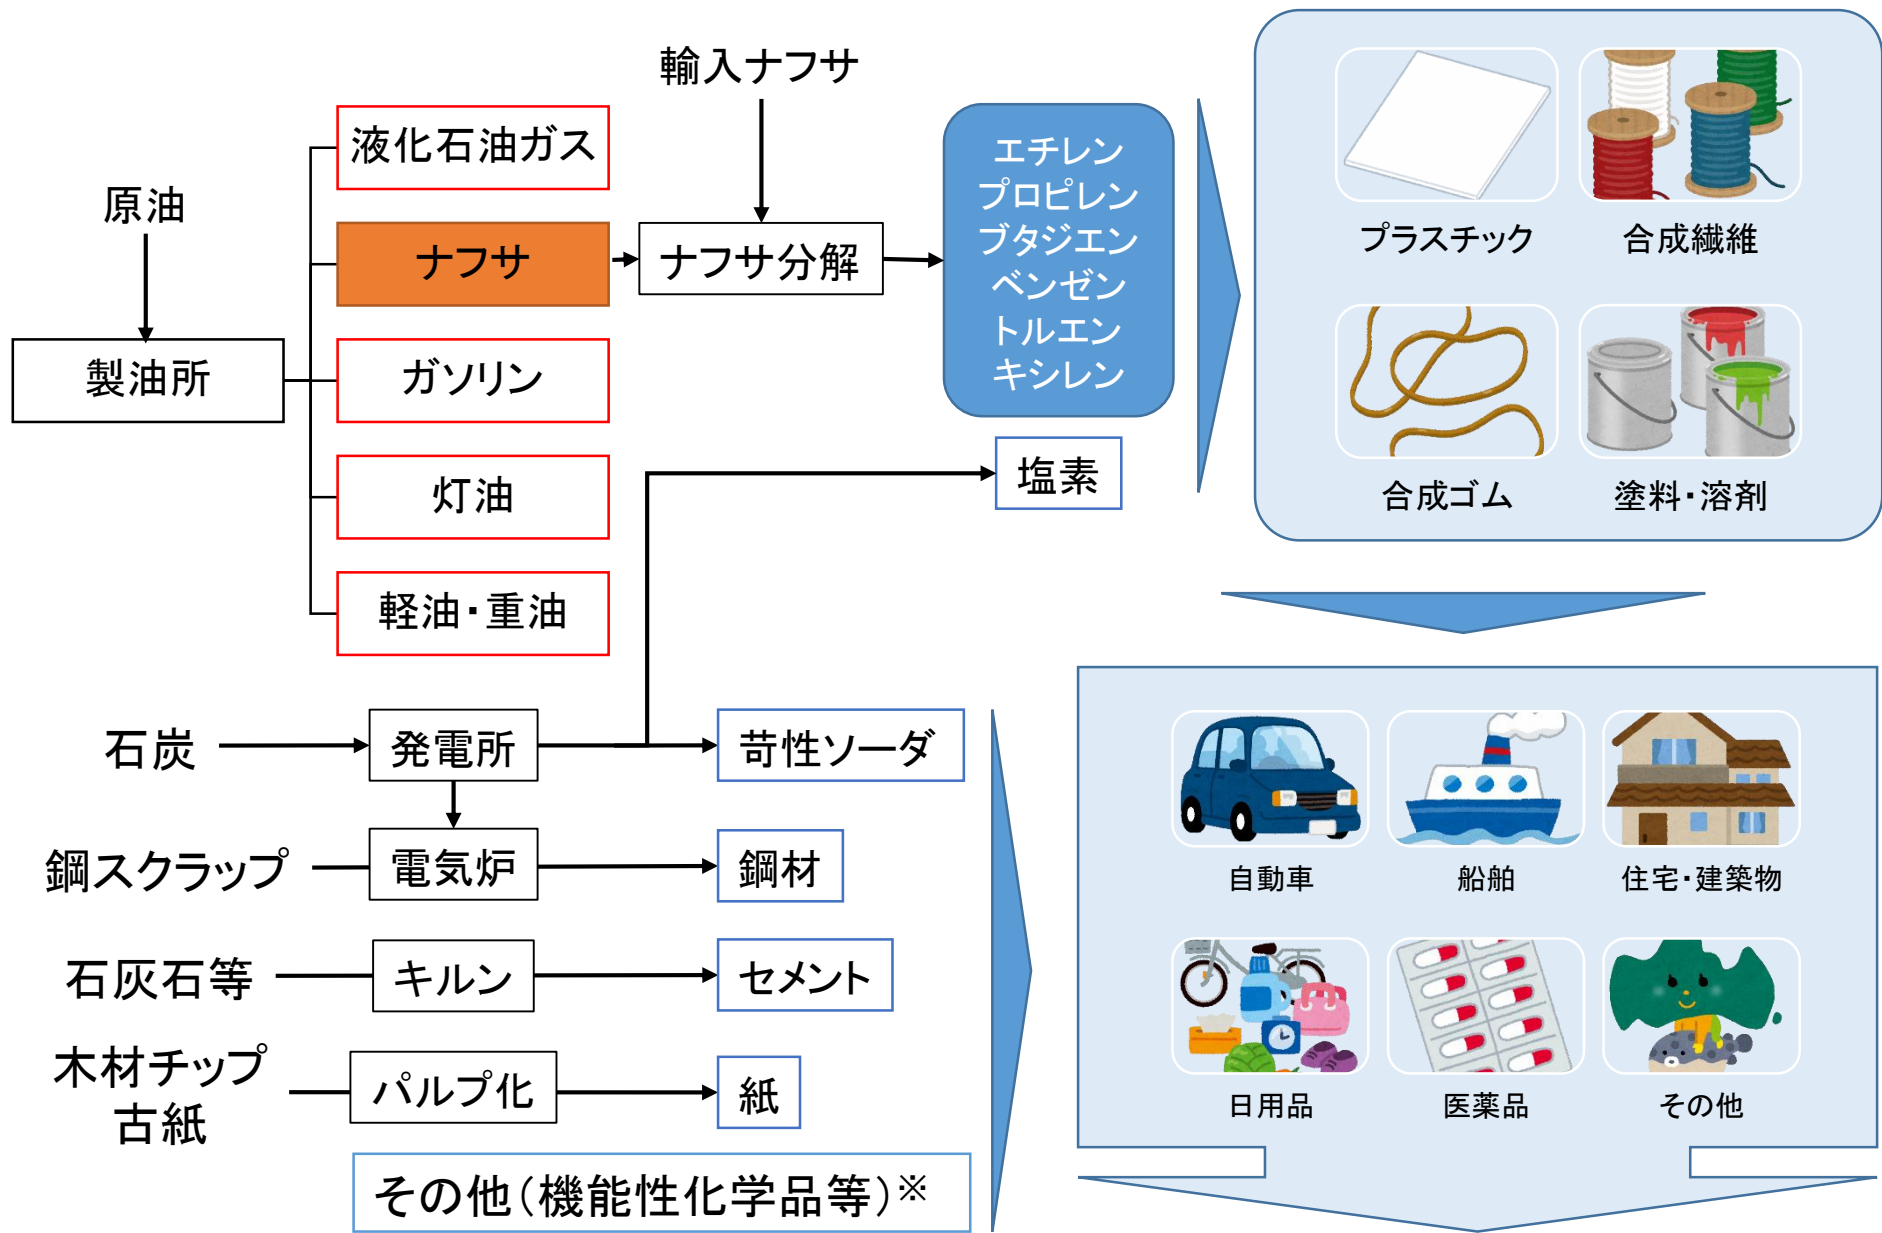 輸入ナフサ
原油
製油所
液化石油ガス
ナフサ
ガソリン
灯油
軽油・重油
ナフサ分解
エチレン
プロピレン
ブタジエン
ベンゼン
トルエン
キシレン
塩素
プラスチック
合成繊維
合成ゴム
塗料・溶剤
石炭
発電所
苛性ソーダ
鋼スクラップ
電気炉
鋼材
石灰石等
キルン
セメント
木材チップ
古紙
パルプ化
紙
その他（機能性化学品等）※
自動車
船舶
住宅・建築物
日用品
医薬品
その他